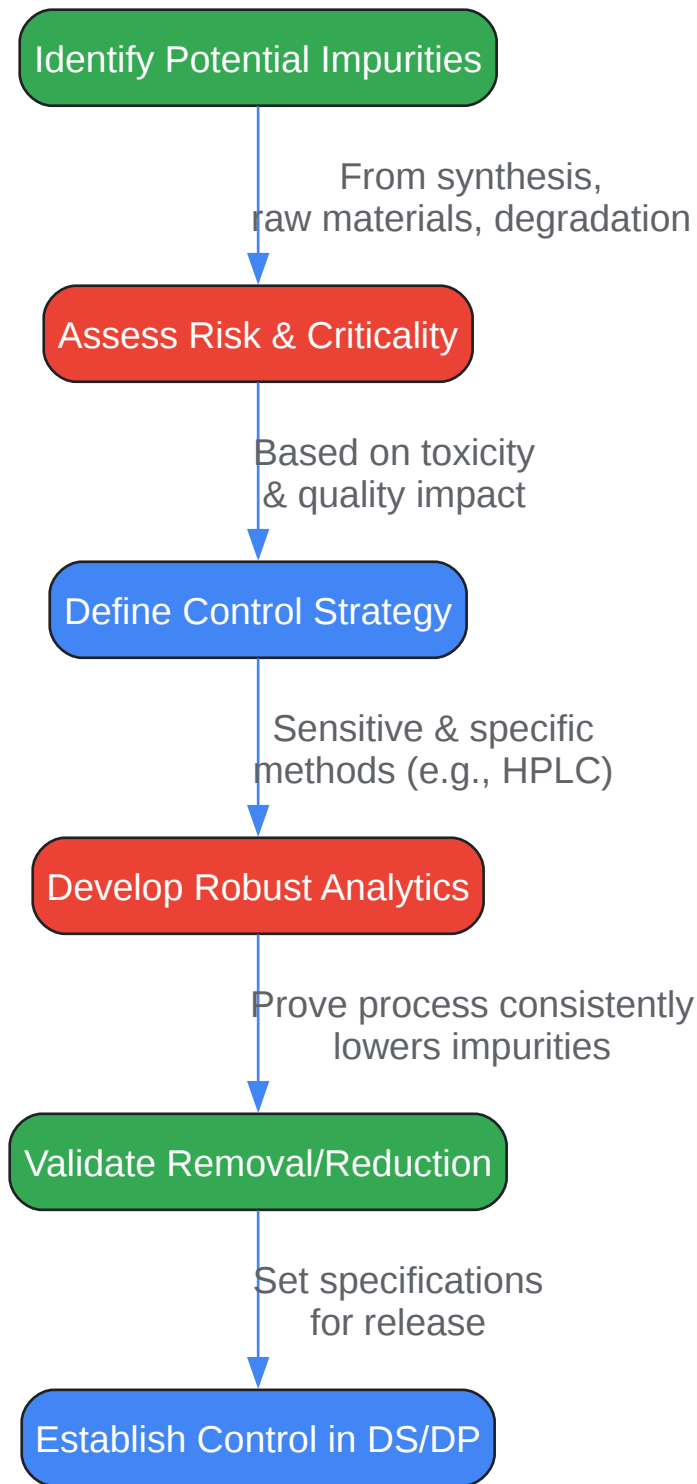 Identify Potential Impurities
From synthesis,
raw materials, degradation
Assess Risk & Criticality
Based on toxicity
& quality impact
Define Control Strategy
Sensitive & specific
methods (e.g., HPLC)
Develop Robust Analytics
Prove process consistently
lowers impurities
Validate Removal/Reduction
Set specifications
for release
Establish Control in DS/DP